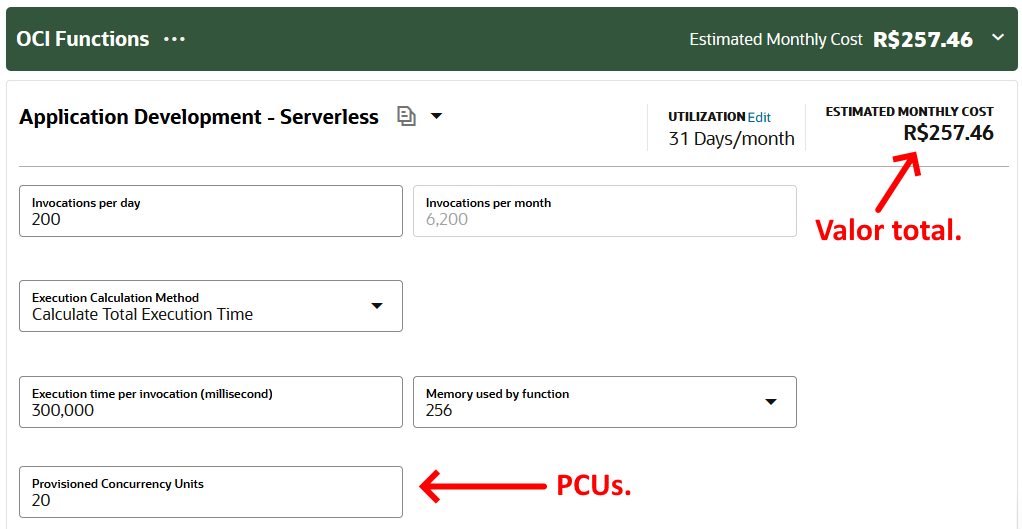 OCI Functions ...
Estimated Monthly Cost R$257.46
Application Development - Serverless
UTILIZATION Edit
31 Days/month
ESTIMATED MONTHLY COST
R$257.46
Valor total.
Invocations per day
200
Invocations per month
6,200
Execution Calculation Method
Calculate Total Execution Time
Execution time per invocation (millisecond)
300,000
Memory used by function
256
Provisioned Concurrency Units
20
PCUs.